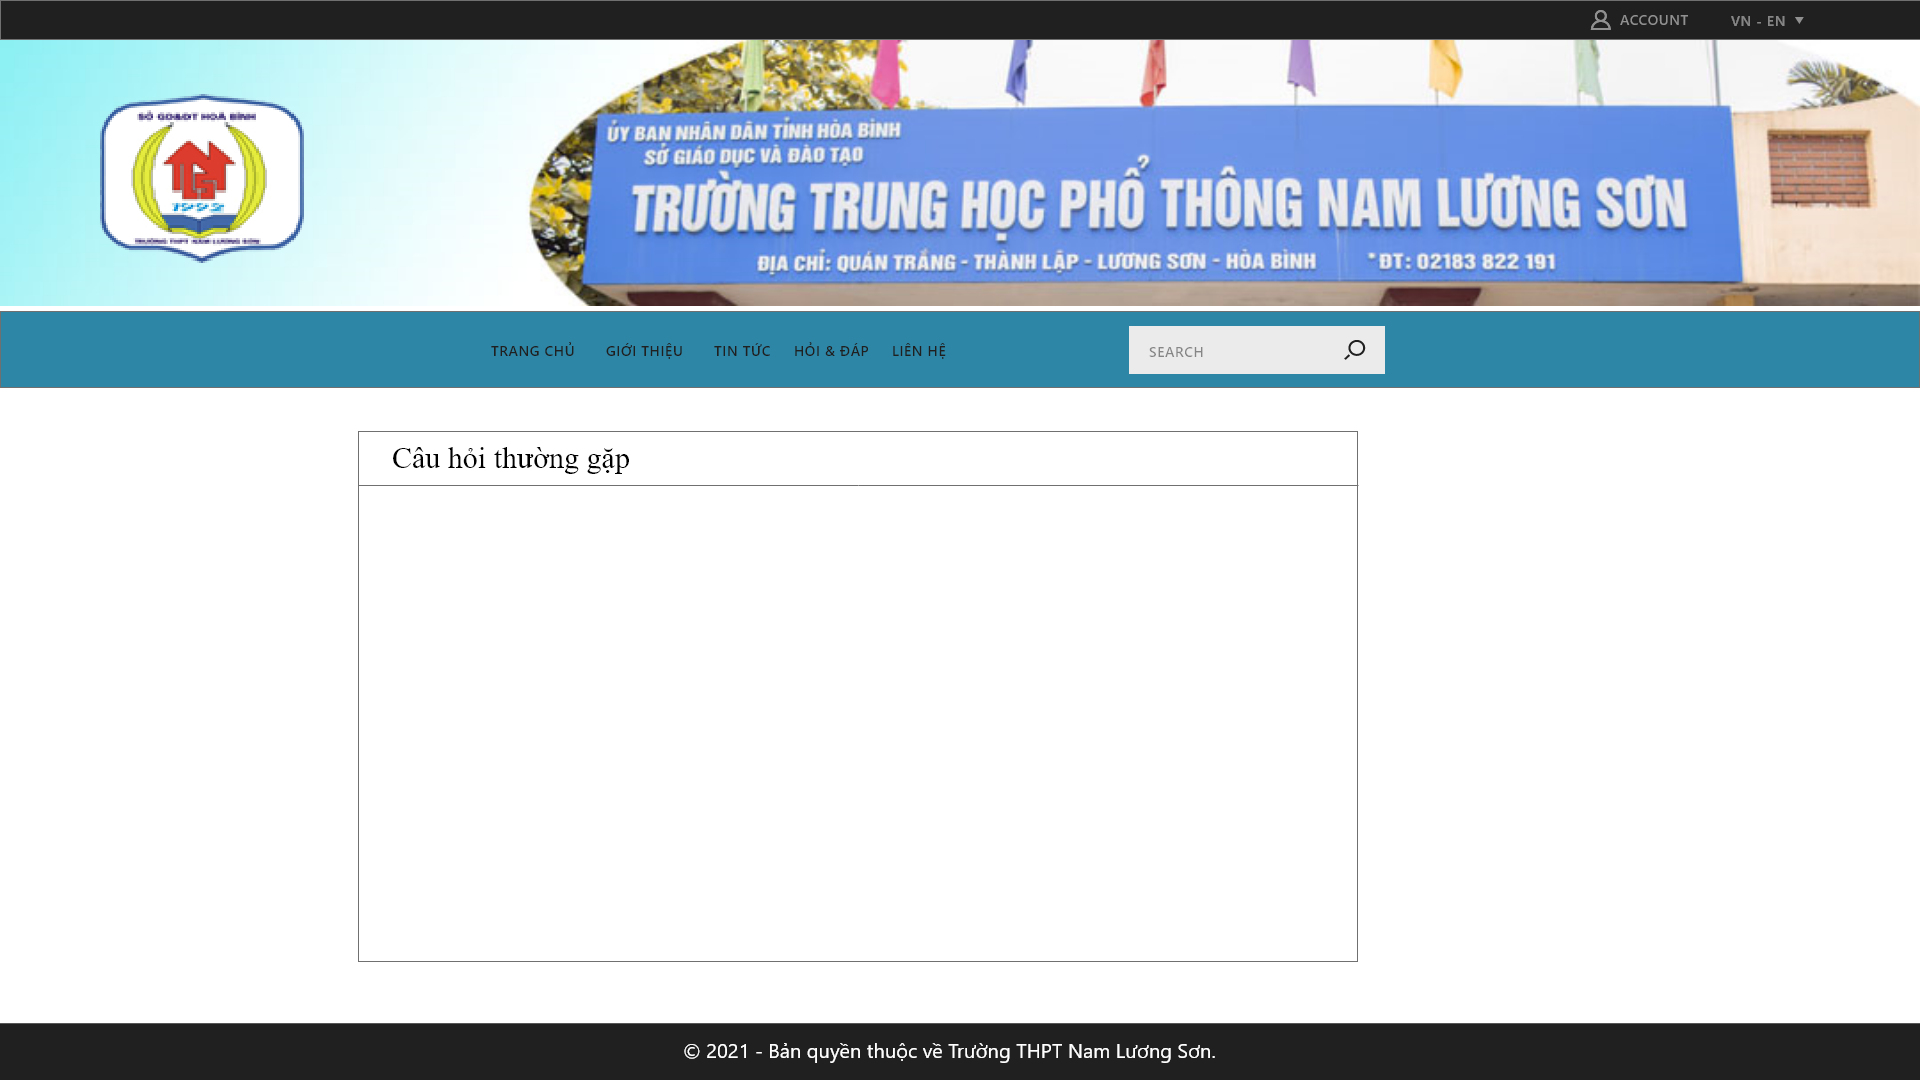 ACCOUNT
VN - EN
SỞ GD&ĐT HOÀ BÌNH
1992
TRƯỜNG THPT NAM LƯƠNG SƠN
ỦY BAN NHÂN DÂN TỈNH HÒA BÌNH
SỞ GIÁO DỤC VÀ ĐÀO TẠO
TRƯỜNG TRUNG HỌC PHỔ THÔNG NAM LƯƠNG SƠN
ĐỊA CHỈ: QUÁN TRẮNG - THÀNH LẬP - LƯƠNG SƠN - HÒA BÌNH *ĐT: 02183 822 191
TRANG CHỦ GIỚI THIỆU TIN TỨC HỎI & ĐÁP LIÊN HỆ
SEARCH
Câu hỏi thường gặp
© 2021 - Bản quyền thuộc về Trường THPT Nam Lương Sơn.